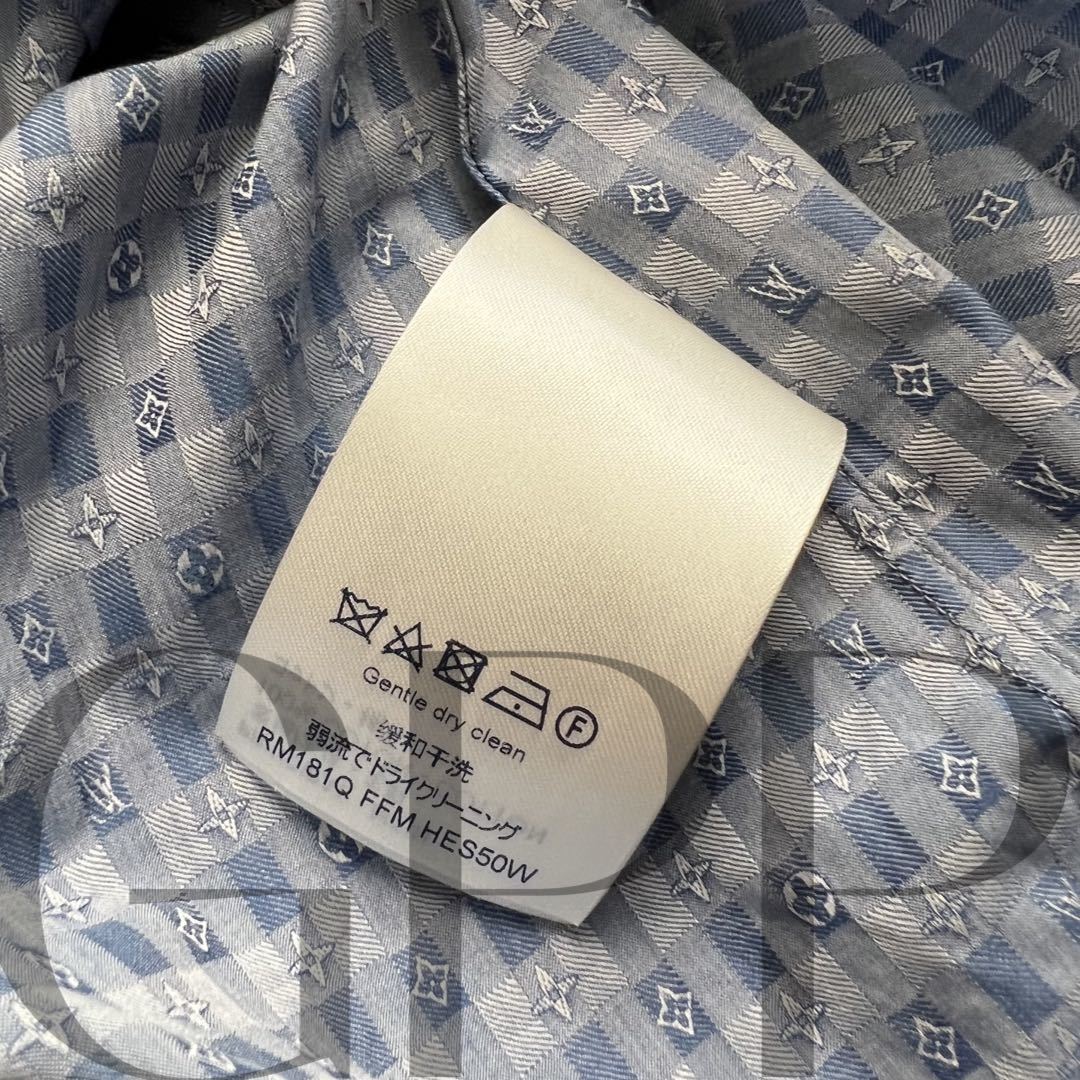 F
Gentle dry clean
缓和干洗
弱流でドライクリーニング
RM181Q FFM HES50W
GPP